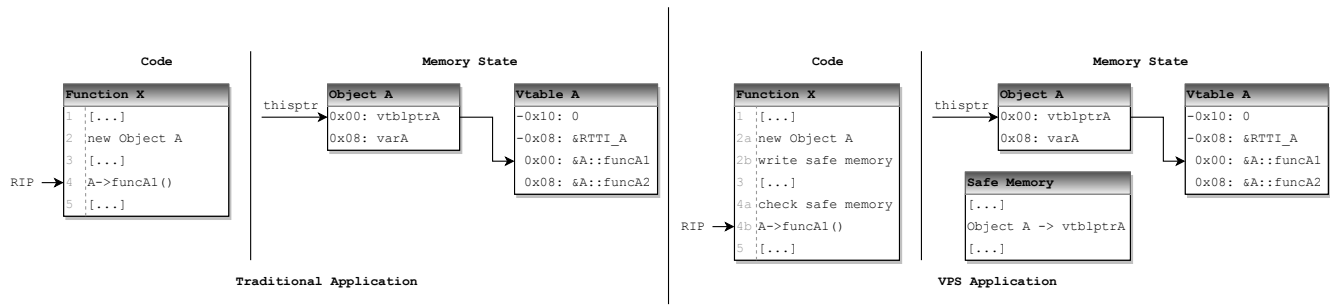 Code
Memory State
Function X
1 [...]
2 new Object A
3 [...]
4 A->funcA1()
5 [...]
RIP
thisptr
Object A
0x00: vtblptrA
0x08: varA
Vtable A
-0x10: 0
-0x08: &RTTI_A
0x00: &A::funcA1
0x08: &A::funcA2
Traditional Application
Code
Memory State
Function X
1 [...]
2a new Object A
2b write safe memory
3 [...]
4a check safe memory
4b A->funcA1()
5 [...]
RIP
thisptr
Object A
0x00: vtblptrA
0x08: varA
Safe Memory
[...]
Object A -> vtblptrA
[...]
Vtable A
-0x10: 0
-0x08: &RTTI_A
0x00: &A::funcA1
0x08: &A::funcA2
VPS Application